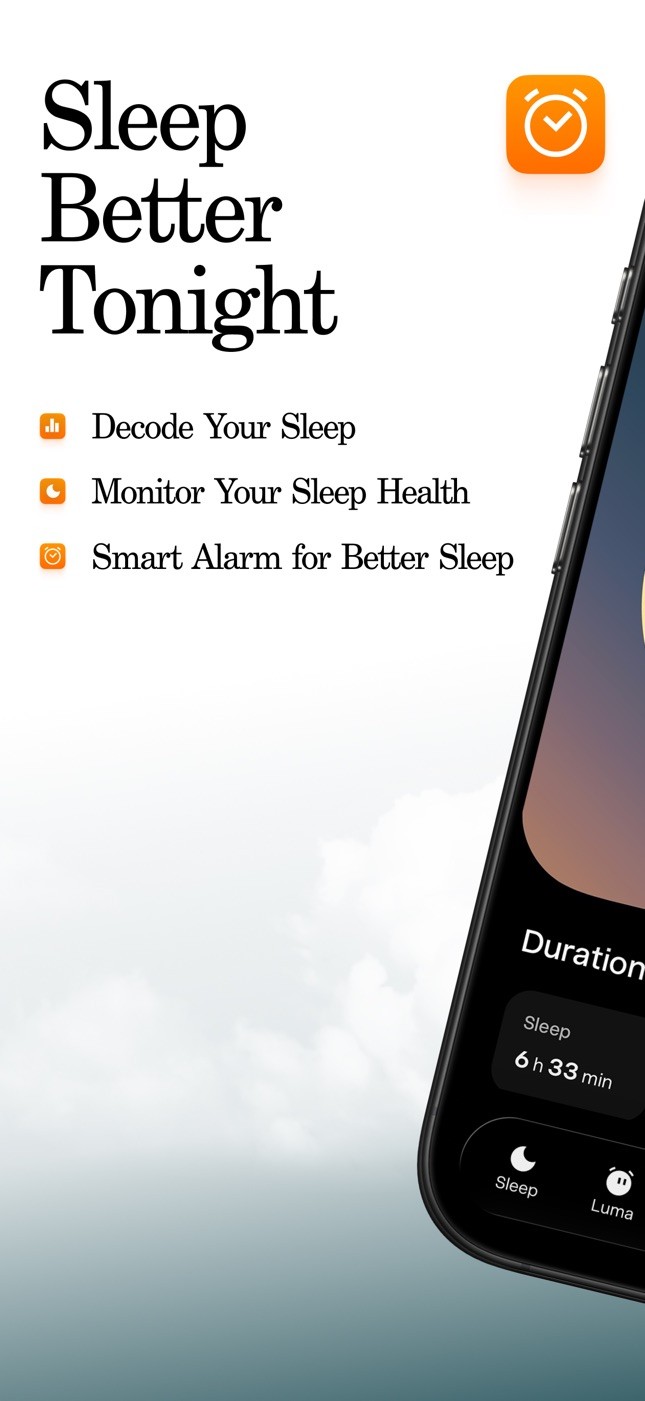 Sleep
Better
Tonight
Decode Your Sleep
Monitor Your Sleep Health
Smart Alarm for Better Sleep
Duration
Sleep
6 h 33 min
Sleep
Luma